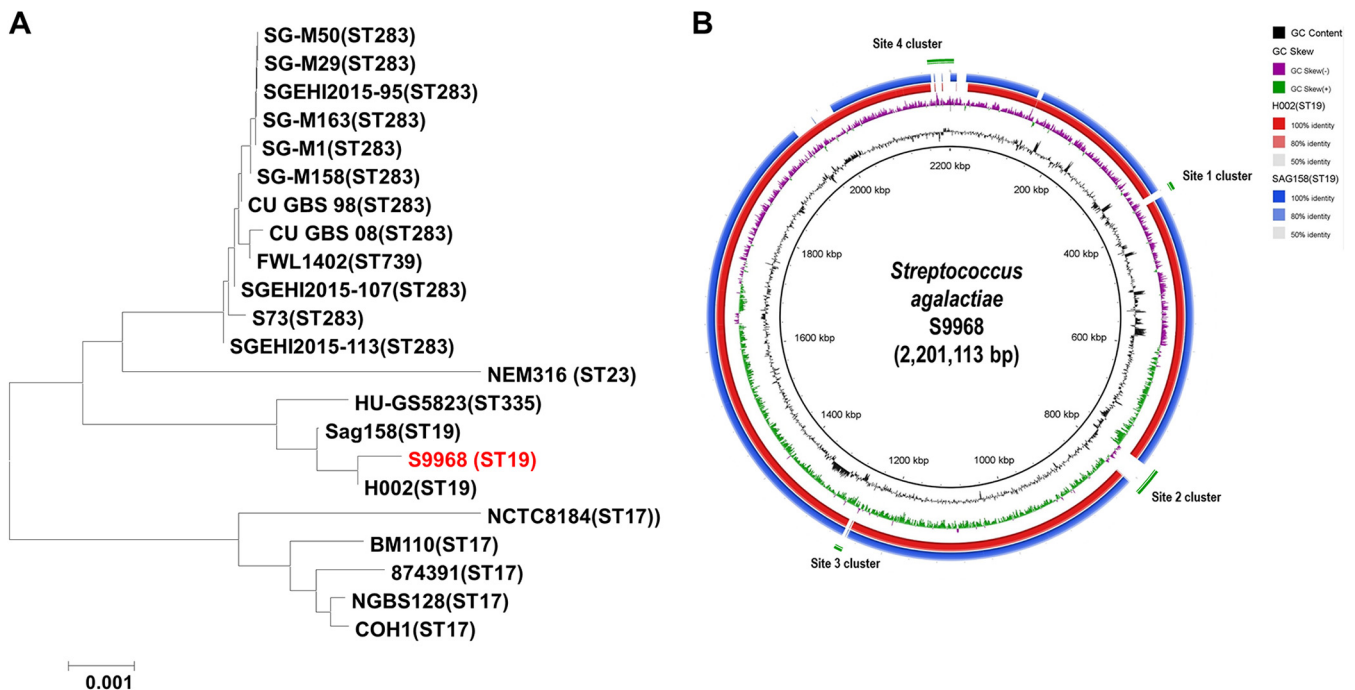 A
SG-M50(ST283)
SG-M29(ST283)
SGEHI2015-95(ST283)
SG-M163(ST283)
SG-M1(ST283)
SG-M158(ST283)
CU GBS 98(ST283)
CU GBS 08(ST283)
FWL1402(ST739)
SGEHI2015-107(ST283)
S73(ST283)
SGEHI2015-113(ST283)
NEM316 (ST23)
HU-GS5823(ST335)
Sag158(ST19)
S9968 (ST19)
H002(ST19)
NCTC8184(ST17))
BM110(ST17)
874391(ST17)
NGBS128(ST17)
COH1(ST17)
0.001
B
Site 4 cluster
Site 1 cluster
Site 2 cluster
Site 3 cluster
2200 kbp
200 kbp
400 kbp
600 kbp
800 kbp
1000 kbp
1200 kbp
1400 kbp
1600 kbp
1800 kbp
2000 kbp
Streptococcus
agalactiae
S9968
(2,201,113 bp)
GC Content
GC Skew
GC Skew(-)
GC Skew(+)
H002(ST19)
100% identity
80% identity
50% identity
SAG158(ST19)
100% identity
80% identity
50% identity